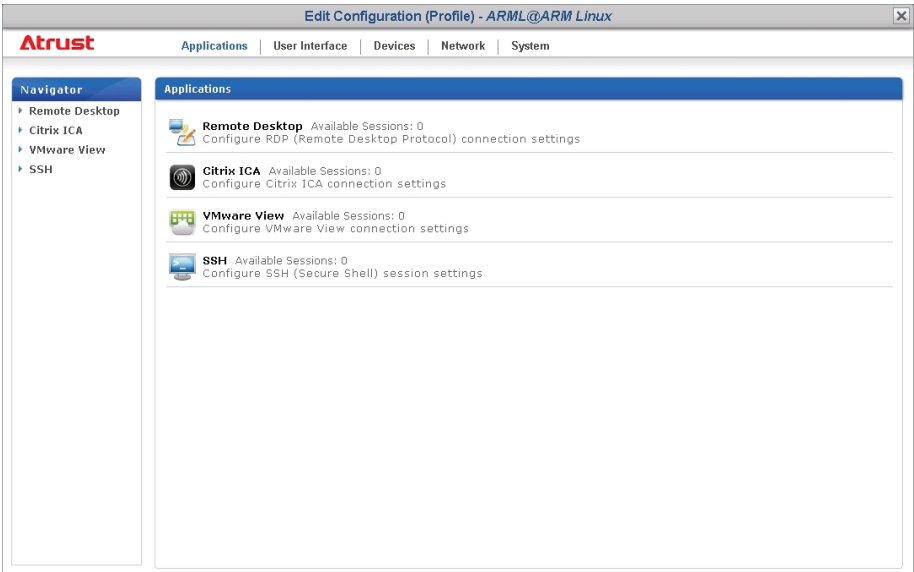 Edit Configuration (Profile) - ARML@ARM Linux
Atrust
Applications User Interface Devices Network System
Navigator
Remote Desktop
Citrix ICA
VMware View
SSH
Applications
Remote Desktop Available Sessions: 0
Configure RDP (Remote Desktop Protocol) connection settings
Citrix ICA Available Sessions: 0
Configure Citrix ICA connection settings
VMware View Available Sessions: 0
Configure VMware View connection settings
SSH Available Sessions: 0
Configure SSH (Secure Shell) session settings